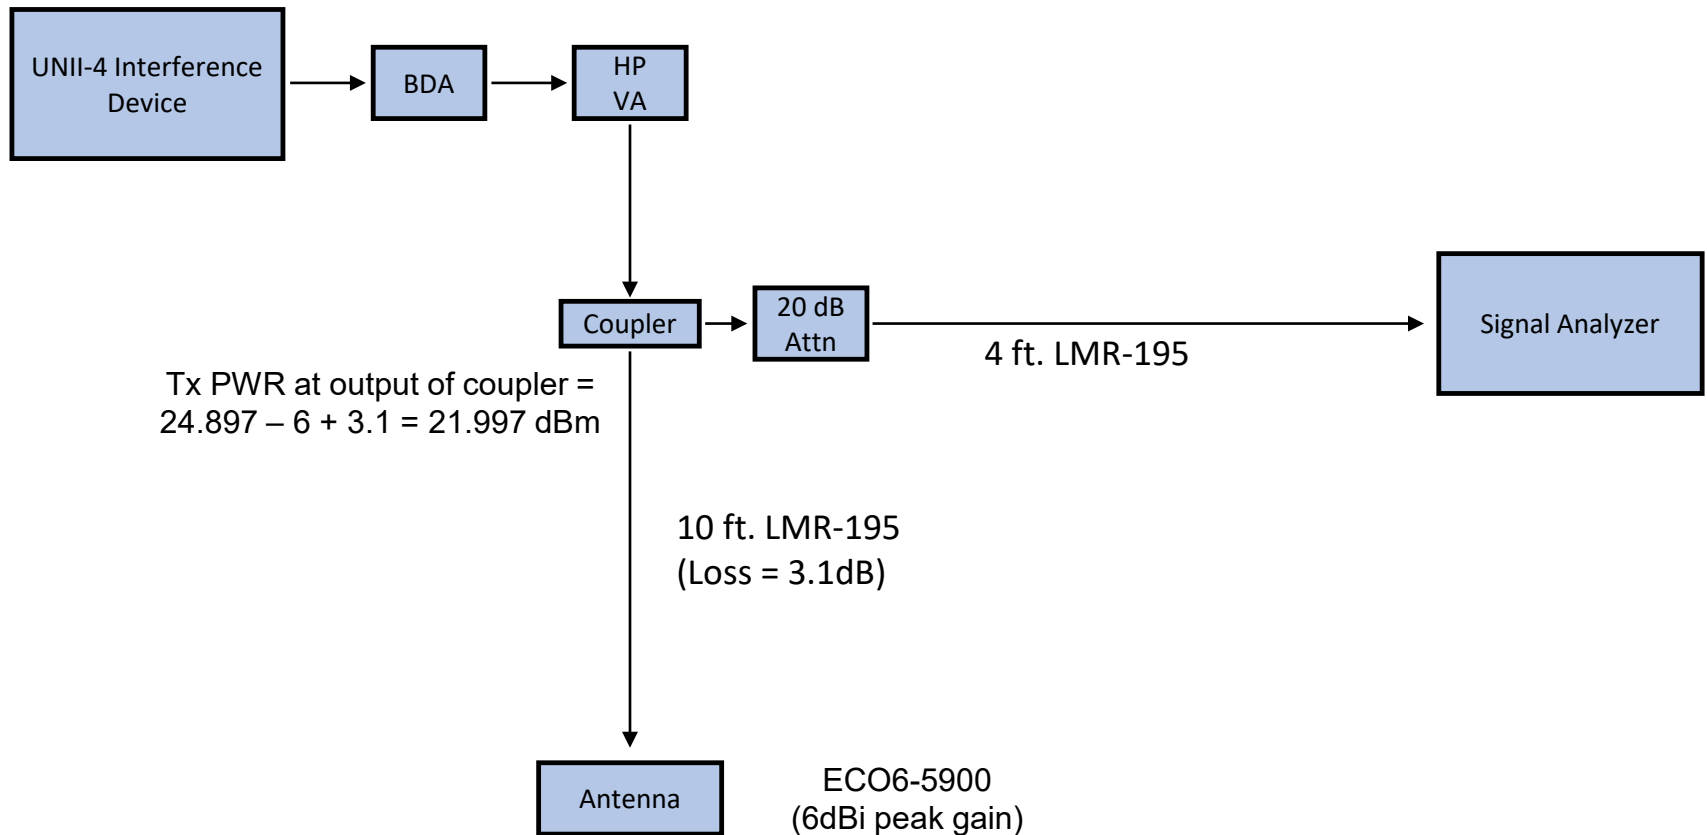 UNII-4 Interference
Device
BDA
HP
VA
Coupler
20 dB
Attn
4 ft. LMR-195
Signal Analyzer
Tx PWR at output of coupler =
24.897 – 6 + 3.1 = 21.997 dBm
10 ft. LMR-195
(Loss = 3.1dB)
Antenna
ECO6-5900
(6dBi peak gain)